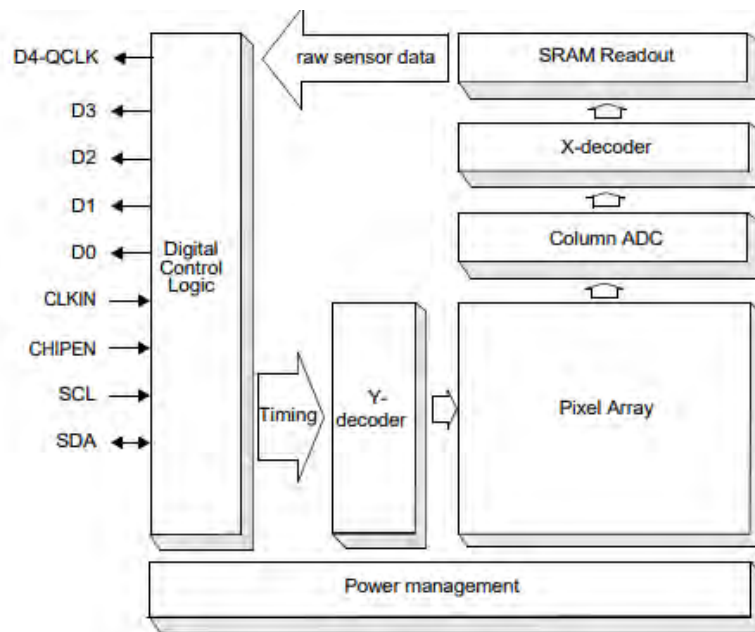 D4-QCLK
D3
D2
D1
D0
CLKIN
CHIPEN
SCL
SDA
Digital
Control
Logic
raw sensor data
SRAM Readout
X-decoder
Column ADC
Timing
Y-
decoder
Pixel Array
Power management